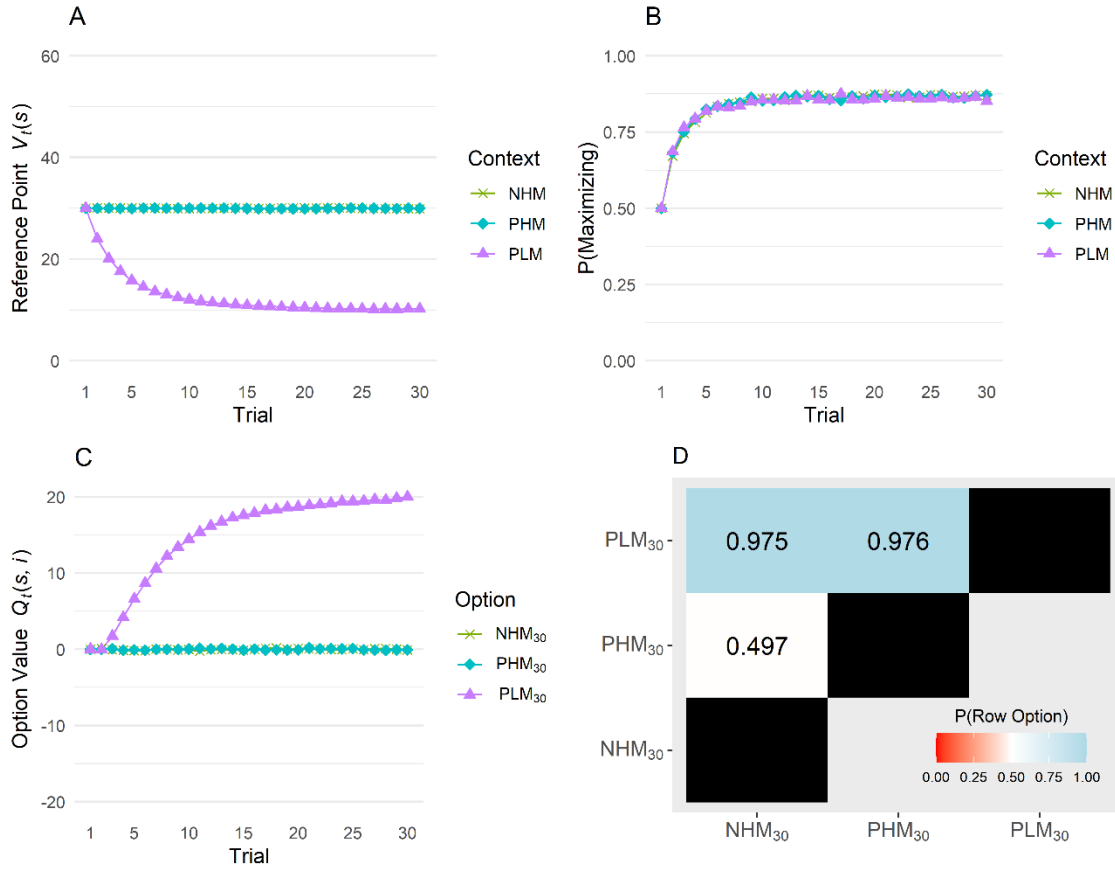 A
Reference Point V_t(s)
60
40
20
0
1 5 10 15 20 25 30
Trial
Context
NHM
PHM
PLM
B
P(Maximizing)
1.00
0.75
0.50
0.25
0.00
1 5 10 15 20 25 30
Trial
Context
NHM
PHM
PLM
C
Option Value Q_t(s, i)
20
10
0
-10
-20
1 5 10 15 20 25 30
Trial
Option
NHM₃₀
PHM₃₀
PLM₃₀
D
PLM₃₀ 0.975 0.976
PHM₃₀ 0.497
NHM₃₀
P(Row Option)
0.00 0.25 0.50 0.75 1.00
NHM₃₀ PHM₃₀ PLM₃₀